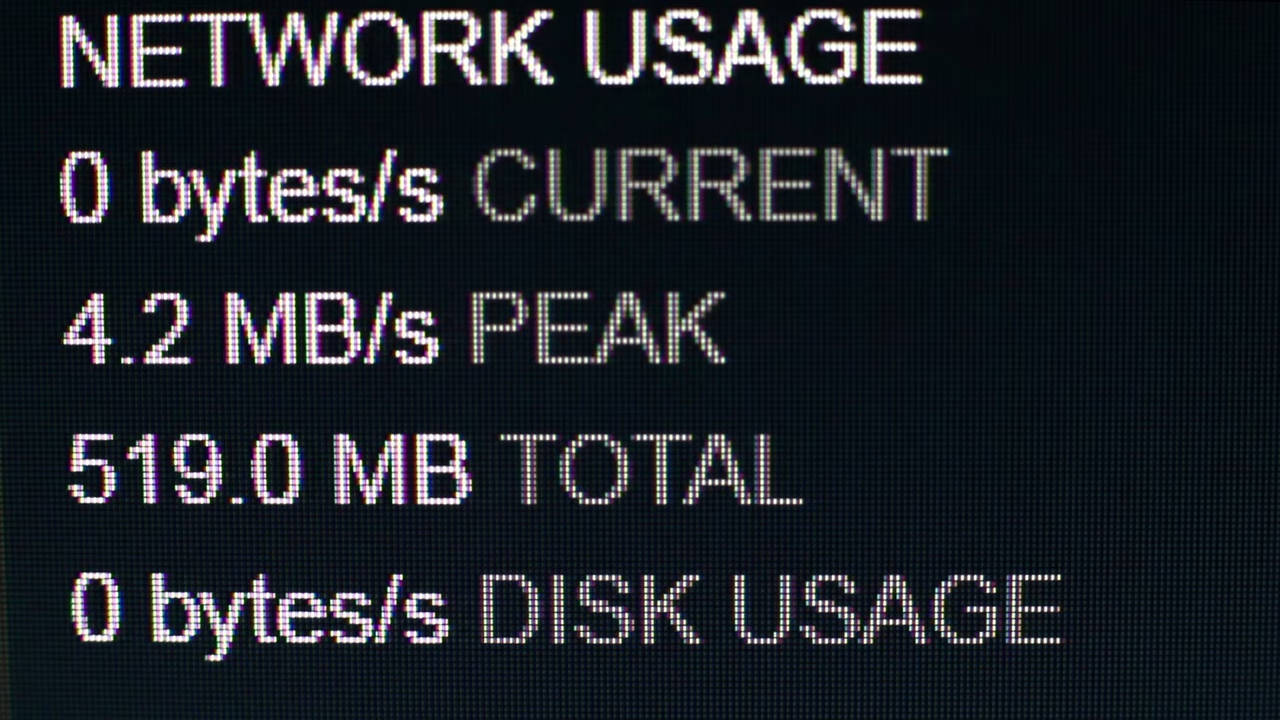 NETWORK USAGE
0 bytes/s CURRENT
4.2 MB/s PEAK
519.0 MB TOTAL
0 bytes/s DISK USAGE